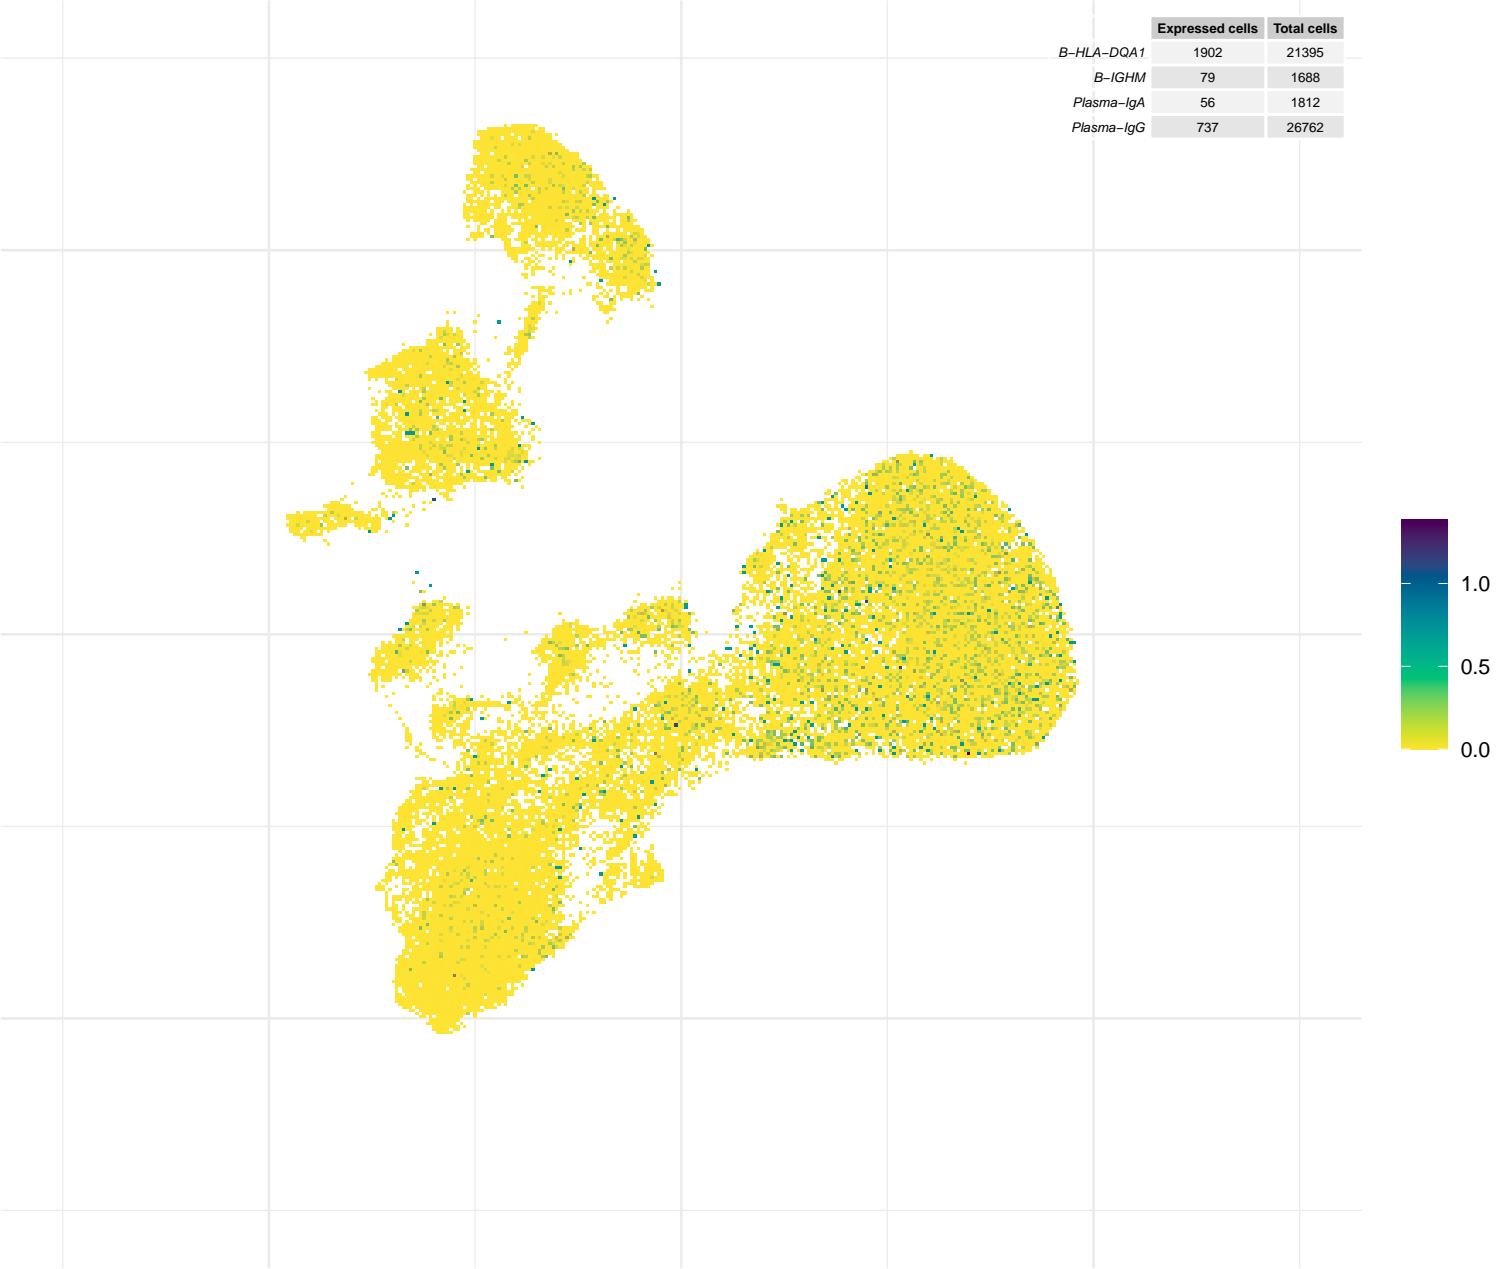 Expressed cells Total cells
B−HLA−DQA1 1902 21395
B−IGHM 79 1688
Plasma−IgA 56 1812
Plasma−IgG 737 26762
1.0
0.5
0.0